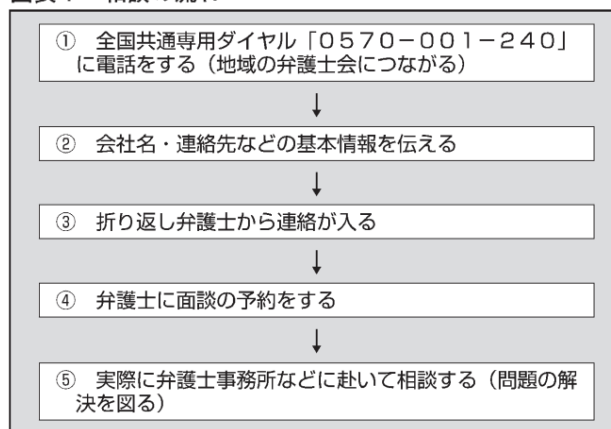 ① 全国共通専用ダイヤル「0570-001-240」
に電話をする(地域の弁護士会につながる)
↓
② 会社名・連絡先などの基本情報を伝える
↓
③ 折り返し弁護士から連絡が入る
↓
④ 弁護士に面談の予約をする
↓
⑤ 実際に弁護士事務所などに赴いて相談する(問題の解
決を図る)